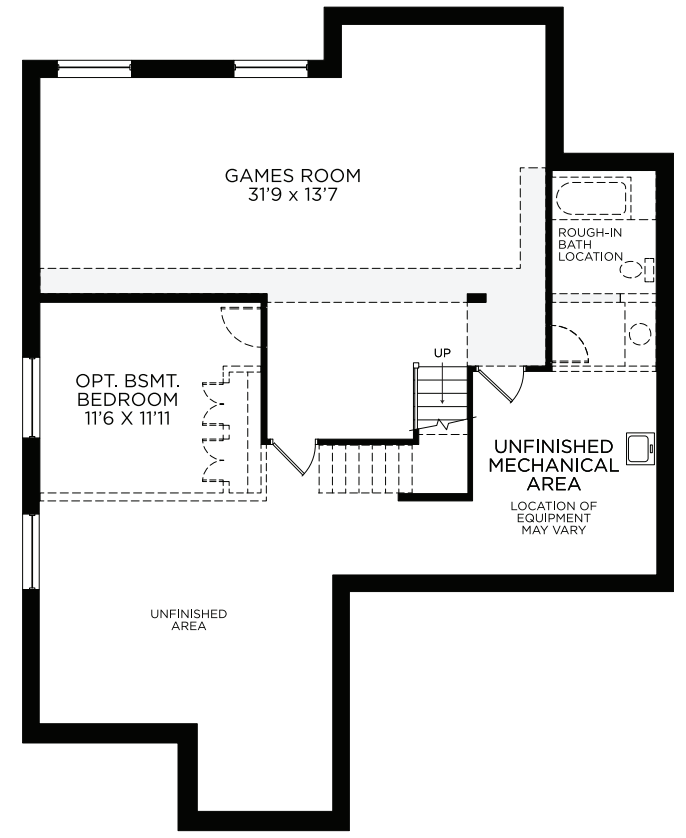 GAMES ROOM
31'9 x 13'7
ROUGH-IN
BATH
LOCATION
UP
OPT. BSMT.
BEDROOM
11'6 X 11'11
UNFINISHED
MECHANICAL
AREA
LOCATION OF
EQUIPMENT
MAY VARY
UNFINISHED
AREA